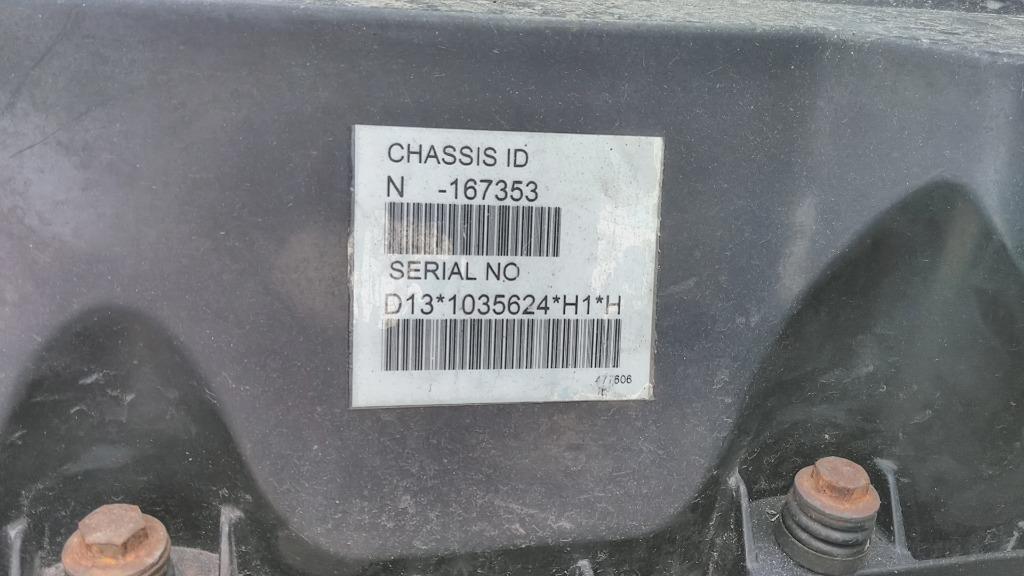 CHASSIS ID
N -167353
SERIAL NO
D13*1035624*H1*H